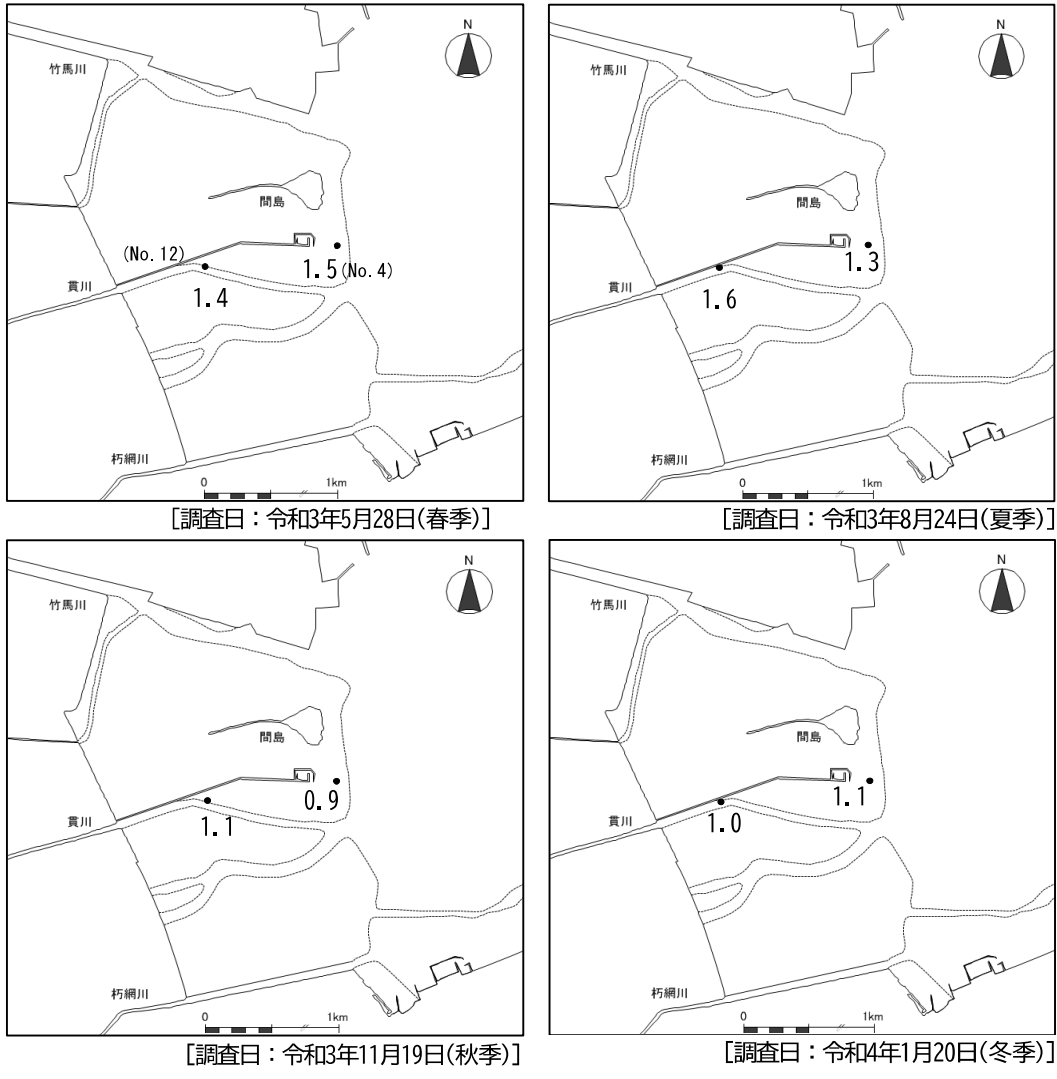 N
竹馬川
間島
(No.12)
1.5(No.4)
1.4
貫川
朽網川
0 1km
[調査日：令和3年5月28日(春季)]
N
竹馬川
間島
1.3
1.6
貫川
朽網川
0 1km
[調査日：令和3年8月24日(夏季)]
N
竹馬川
間島
0.9
1.1
貫川
朽網川
0 1km
[調査日：令和3年11月19日(秋季)]
N
竹馬川
間島
1.1
1.0
貫川
朽網川
0 1km
[調査日：令和4年1月20日(冬季)]